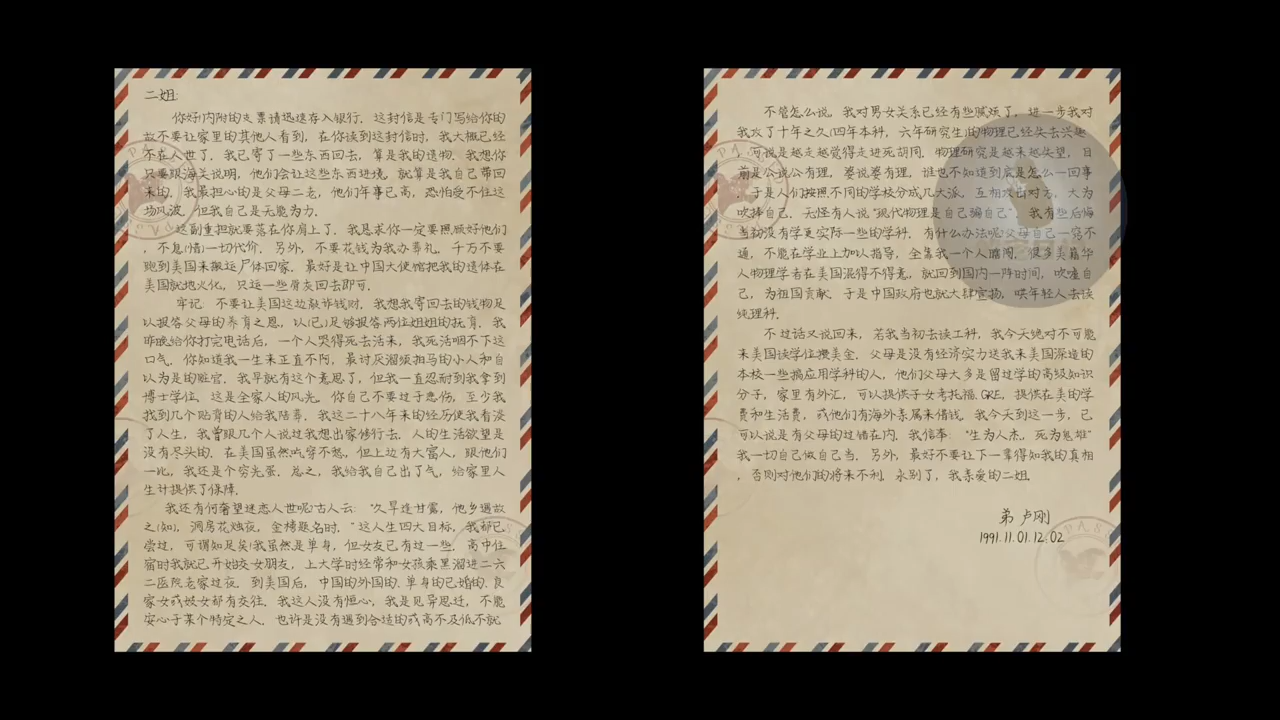 二姐:
你好!内附的支票请迅速存入银行. 这封信是专门写给你的
故不要让家里的其他人看到, 在你读到这封信时, 我大概已经
不在人世了. 我已寄了一些东西回去, 算是我的遗物. 我想你
只要跟海关说明, 他们会让这些东西进境, 就算是我自己带回
来的. 我最担心的是父母二老, 他们年事已高, 恐怕受不住这
场风波. 但我自己是无能为力.
这副重担就要落在你肩上了. 我恳求你一定要照顾好他们
, 不惠(惜)一切代价. 另外, 不要花钱为我办葬礼, 千万不要
跑到美国来搬运尸体回家. 最好是让中国大使馆把我的遗体在
美国就地火化, 只运一些骨灰回去即可.
牢记 不要让美国这边敲诈钱财. 我想我寄回去的钱物足
以报答父母的养育之恩, 以(已)足够报答两位姐姐的抚育. 我
昨晚给你打完电话后, 一个人哭得死去活来, 我死活咽不下这
口气. 你知道我一生来正直不阿, 最讨厌溜须拍马的小人和自
以为是的赃官. 我早就有这个意思了, 但我一直忍耐到我拿到
博士学位. 这是全家人的风光. 你自己不要过于悲伤, 至少我
找到几个贴背的人给我陪葬. 我这二十八年来的经历使我看淡
了人生, 我曾跟几个人说过我想出家修行去. 人的生活欲望是
没有尽头的. 在美国虽然吃穿不愁, 但上边有大富人, 跟他们
一比, 我还是个穷光蛋. 总之, 我给我自己出了气, 给家里人
生计提供了保障.
我还有何奢望迷恋人世呢?古人云: "久旱逢甘露, 他乡遇故
之(知), 洞房花烛夜, 金榜题名时. "这人生四大目标, 我都已
尝过, 可谓知足矣!我虽然是单身, 但女友已有过一些. 高中住
宿时我就已开始交女朋友, 上大学时经常和女孩乘黑溜进二六
二医院老家过夜. 到美国后, 中国的外国的. 单身的已婚的. 良
家女或妓女都有交往. 我这人没有恒心, 我是见异思迁, 不能
安心于某个特定之人. 也许是没有遇到合适的或高不及低不就
不管怎么说, 我对男女关系已经有些腻烦了, 进一步我对
我攻了十年之久(四年本科, 六年研究生)的物理已经失去兴趣
, 可说是越走越觉得走进死胡同. 物理研究是越来越失望, 目
前是公说公有理, 婆说婆有理, 谁也不知道到底是怎么一回事
. 于是人们按照不同的学校分成几大派, 互相攻击对方, 大为
吹捧自己. 无怪有人说"现代物理是自己骗自己". 我有些后悔
当初没有学更实际一些的学科. 有什么办法呢?父母自己一窍不
通, 不能在学业上加以指导, 全靠我一个人瞎闯. 很多美籍华
人物理学者在美国混得不得意, 就回到国内一阵时间, 吹嘘自
己, 为祖国贡献. 于是中国政府也就大肆宣扬, 哄年轻人去读
纯理科.
不过话又说回来, 若我当初去读工科, 我今天绝对不可能
来美国读学位攒美金. 父母是没有经济实力送我来美国深造的
本校一些搞应用学科的人, 他们父母大多是留过学的高级知识
分子, 家里有外汇, 可以提供子女考托福.GRE, 提供在美的学
费和生活费, 或他们有海外亲属来借钱. 我今天到这一步, 已
可以说是有父母的过错在内. 我信奉: "生为人杰, 死为鬼雄"
我一切自己做自己当. 另外, 最好不要让下一辈得知我的真相
, 否则对他们的将来不利. 永别了, 我亲爱的二姐
弟 卢刚
1991.11.01.12.02